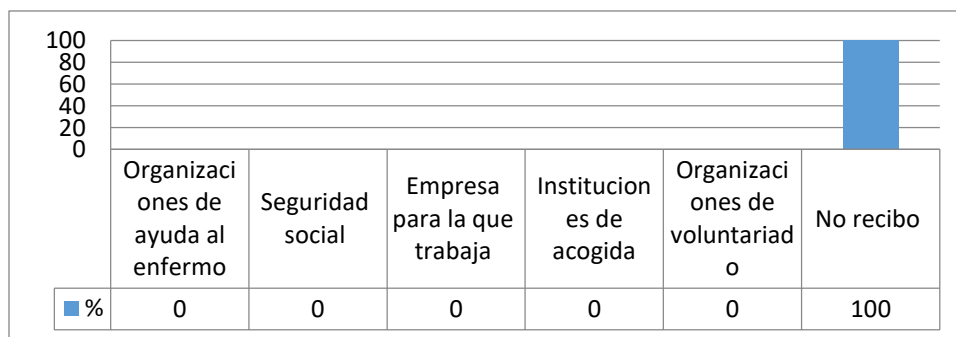 100
80
60
40
20
0
Organizaci
ones de
ayuda al
enfermo
Seguridad
social
Empresa
para la que
trabaja
Institucion
es de
acogida
Organizaci
ones de
voluntariad
o
No recibo
% 0 0 0 0 0 100